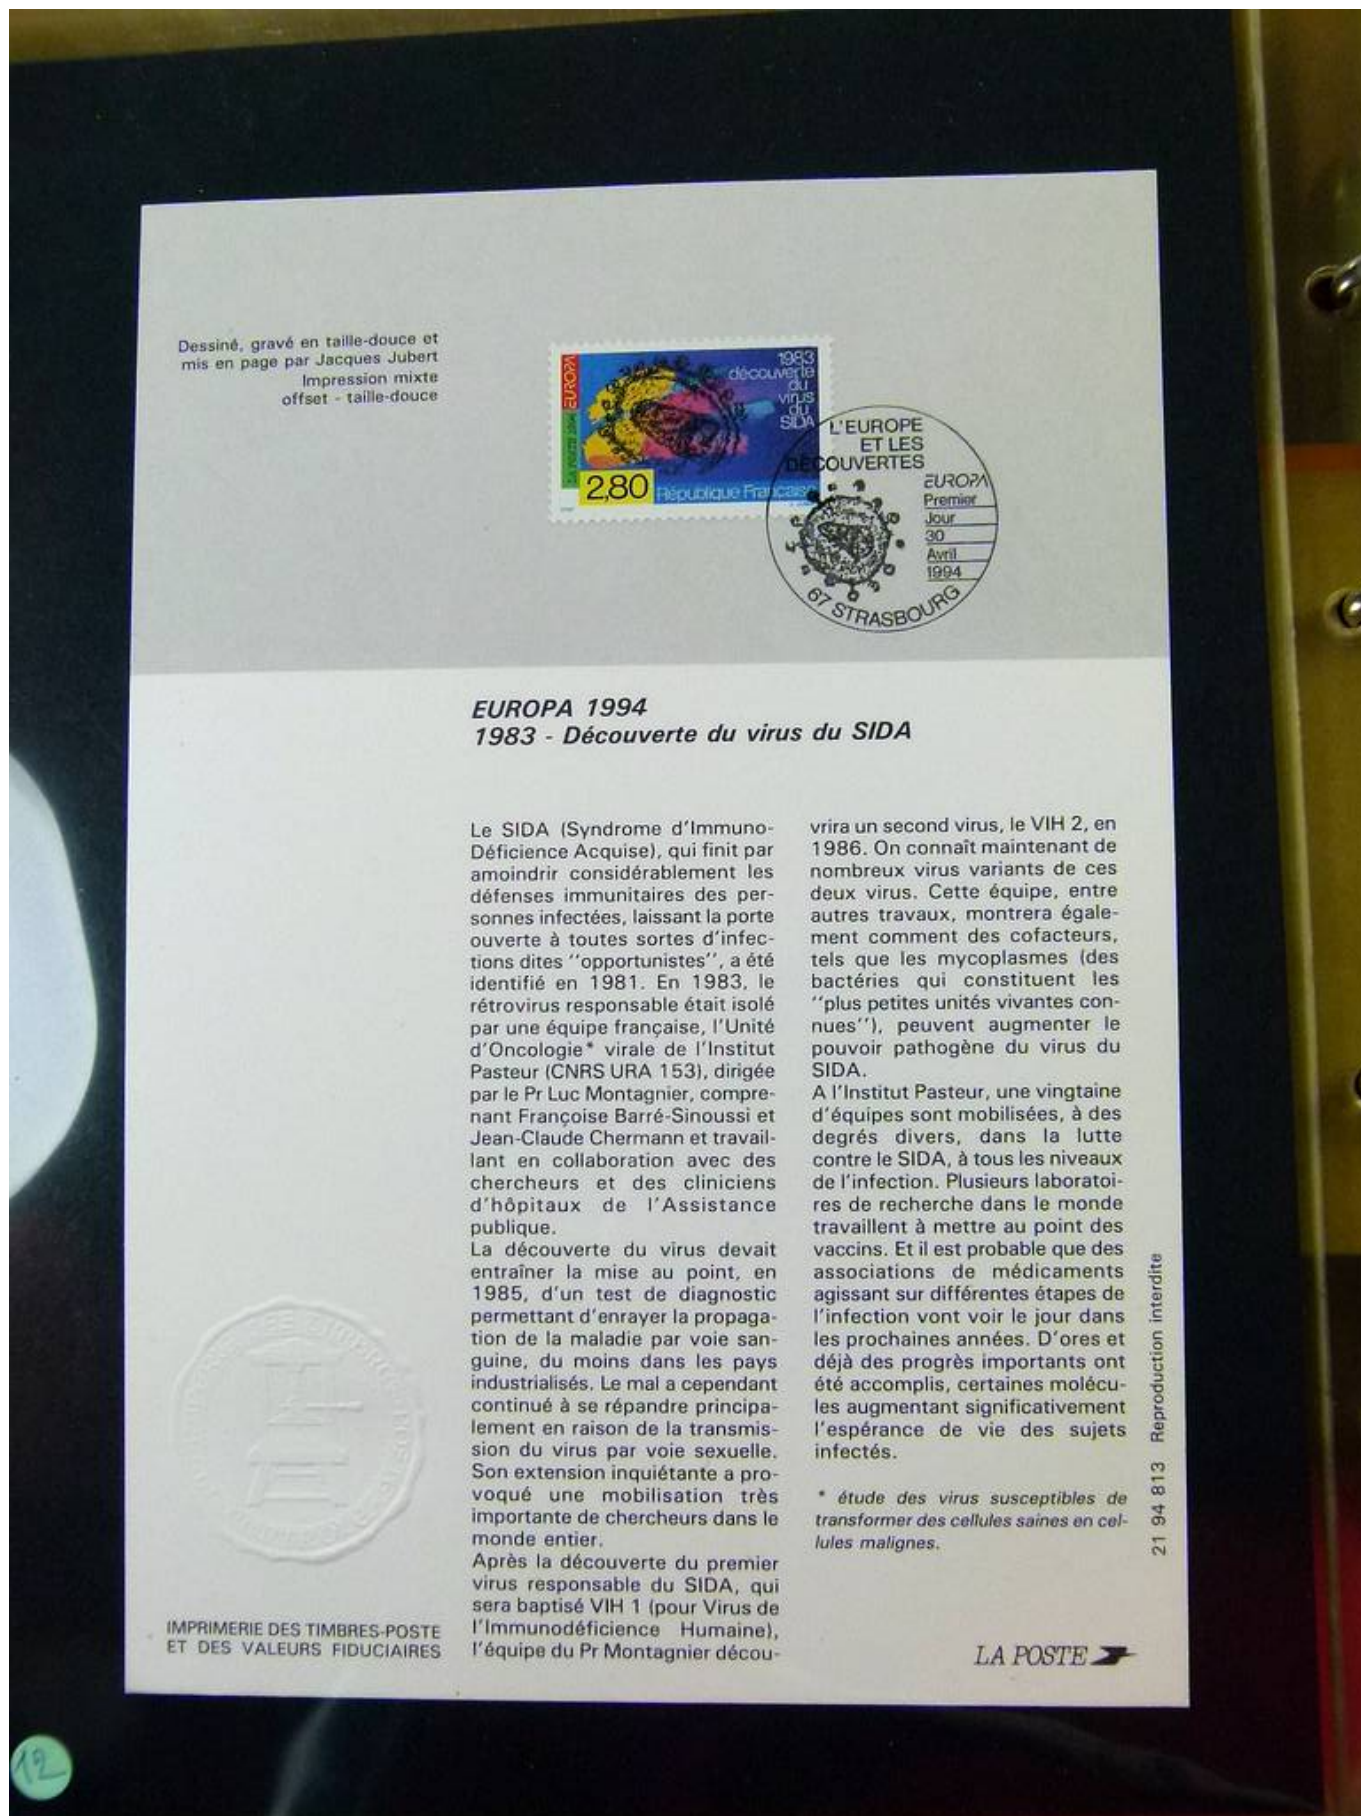 Dessiné, gravé en taille-douce et
mis en page par Jacques Jubert
Impression mixte
offset - taille-douce
EUROPA
LA POSTE 1994
1983
découverte
du
virus
du
SIDA
2,80
République Française
L'EUROPE
ET LES
DÉCOUVERTES
EUROPA
Premier
Jour
30
Avril
1994
67 STRASBOURG
EUROPA 1994
1983 - Découverte du virus du SIDA
Le SIDA (Syndrome d'Immuno-
Déficience Acquise), qui finit par
amoindrir considérablement les
défenses immunitaires des per-
sonnes infectées, laissant la porte
ouverte à toutes sortes d'infec-
tions dites ''opportunistes'', a été
identifié en 1981. En 1983, le
rétrovirus responsable était isolé
par une équipe française, l'Unité
d'Oncologie* virale de l'Institut
Pasteur (CNRS URA 153), dirigée
par le Pr Luc Montagnier, compre-
nant Françoise Barré-Sinoussi et
Jean-Claude Chermann et travail-
lant en collaboration avec des
chercheurs et des cliniciens
d'hôpitaux de l'Assistance
publique.
La découverte du virus devait
entraîner la mise au point, en
1985, d'un test de diagnostic
permettant d'enrayer la propaga-
tion de la maladie par voie san-
guine, du moins dans les pays
industrialisés. Le mal a cependant
continué à se répandre principa-
lement en raison de la transmis-
sion du virus par voie sexuelle.
Son extension inquiétante a pro-
voqué une mobilisation très
importante de chercheurs dans le
monde entier.
Après la découverte du premier
virus responsable du SIDA, qui
sera baptisé VIH 1 (pour Virus de
l'Immunodéficience Humaine),
l'équipe du Pr Montagnier décou-
vrira un second virus, le VIH 2, en
1986. On connaît maintenant de
nombreux virus variants de ces
deux virus. Cette équipe, entre
autres travaux, montrera égale-
ment comment des cofacteurs,
tels que les mycoplasmes (des
bactéries qui constituent les
''plus petites unités vivantes con-
nues''), peuvent augmenter le
pouvoir pathogène du virus du
SIDA.
A l'Institut Pasteur, une vingtaine
d'équipes sont mobilisées, à des
degrés divers, dans la lutte
contre le SIDA, à tous les niveaux
de l'infection. Plusieurs laboratoi-
res de recherche dans le monde
travaillent à mettre au point des
vaccins. Et il est probable que des
associations de médicaments
agissant sur différentes étapes de
l'infection vont voir le jour dans
les prochaines années. D'ores et
déjà des progrès importants ont
été accomplis, certaines molécu-
les augmentant significativement
l'espérance de vie des sujets
infectés.
* étude des virus susceptibles de
transformer des cellules saines en cel-
lules malignes.
21 94 813 Reproduction interdite
IMPRIMERIE DES TIMBRES-POSTE
ET DES VALEURS FIDUCIAIRES
LA POSTE
12